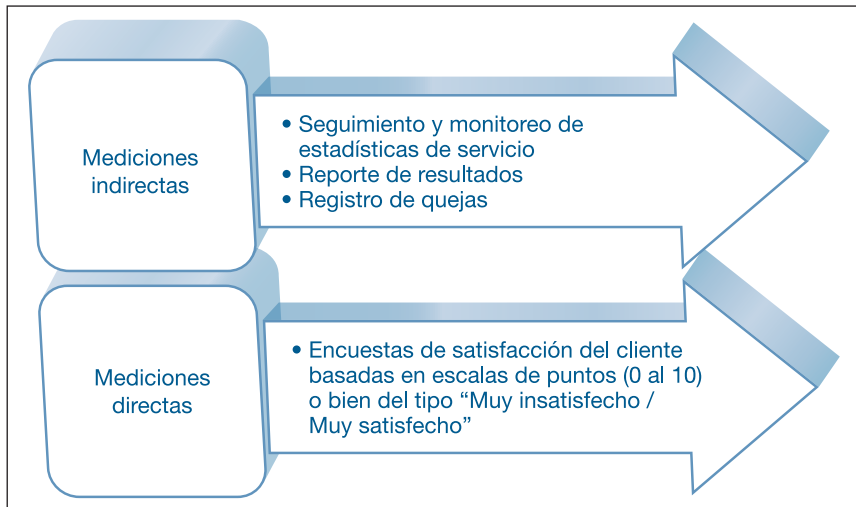 Mediciones
indirectas
• Seguimiento y monitoreo de
estadísticas de servicio
• Reporte de resultados
• Registro de quejas
Mediciones
directas
• Encuestas de satisfacción del cliente
basadas en escalas de puntos (0 al 10)
o bien del tipo “Muy insatisfecho /
Muy satisfecho”